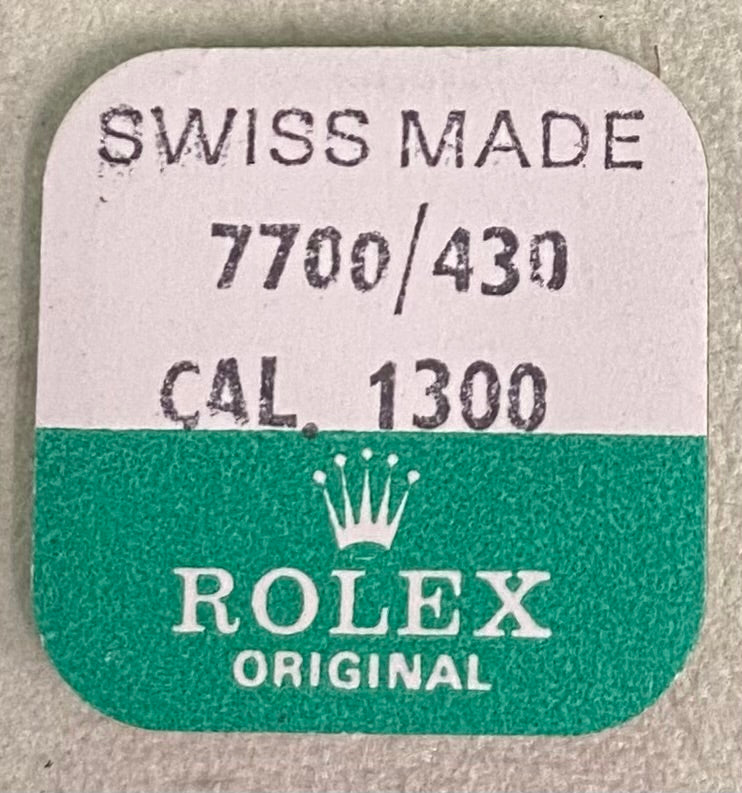 SWISS MADE
7700/430
CAL. 1300
ROLEX
ORIGINAL